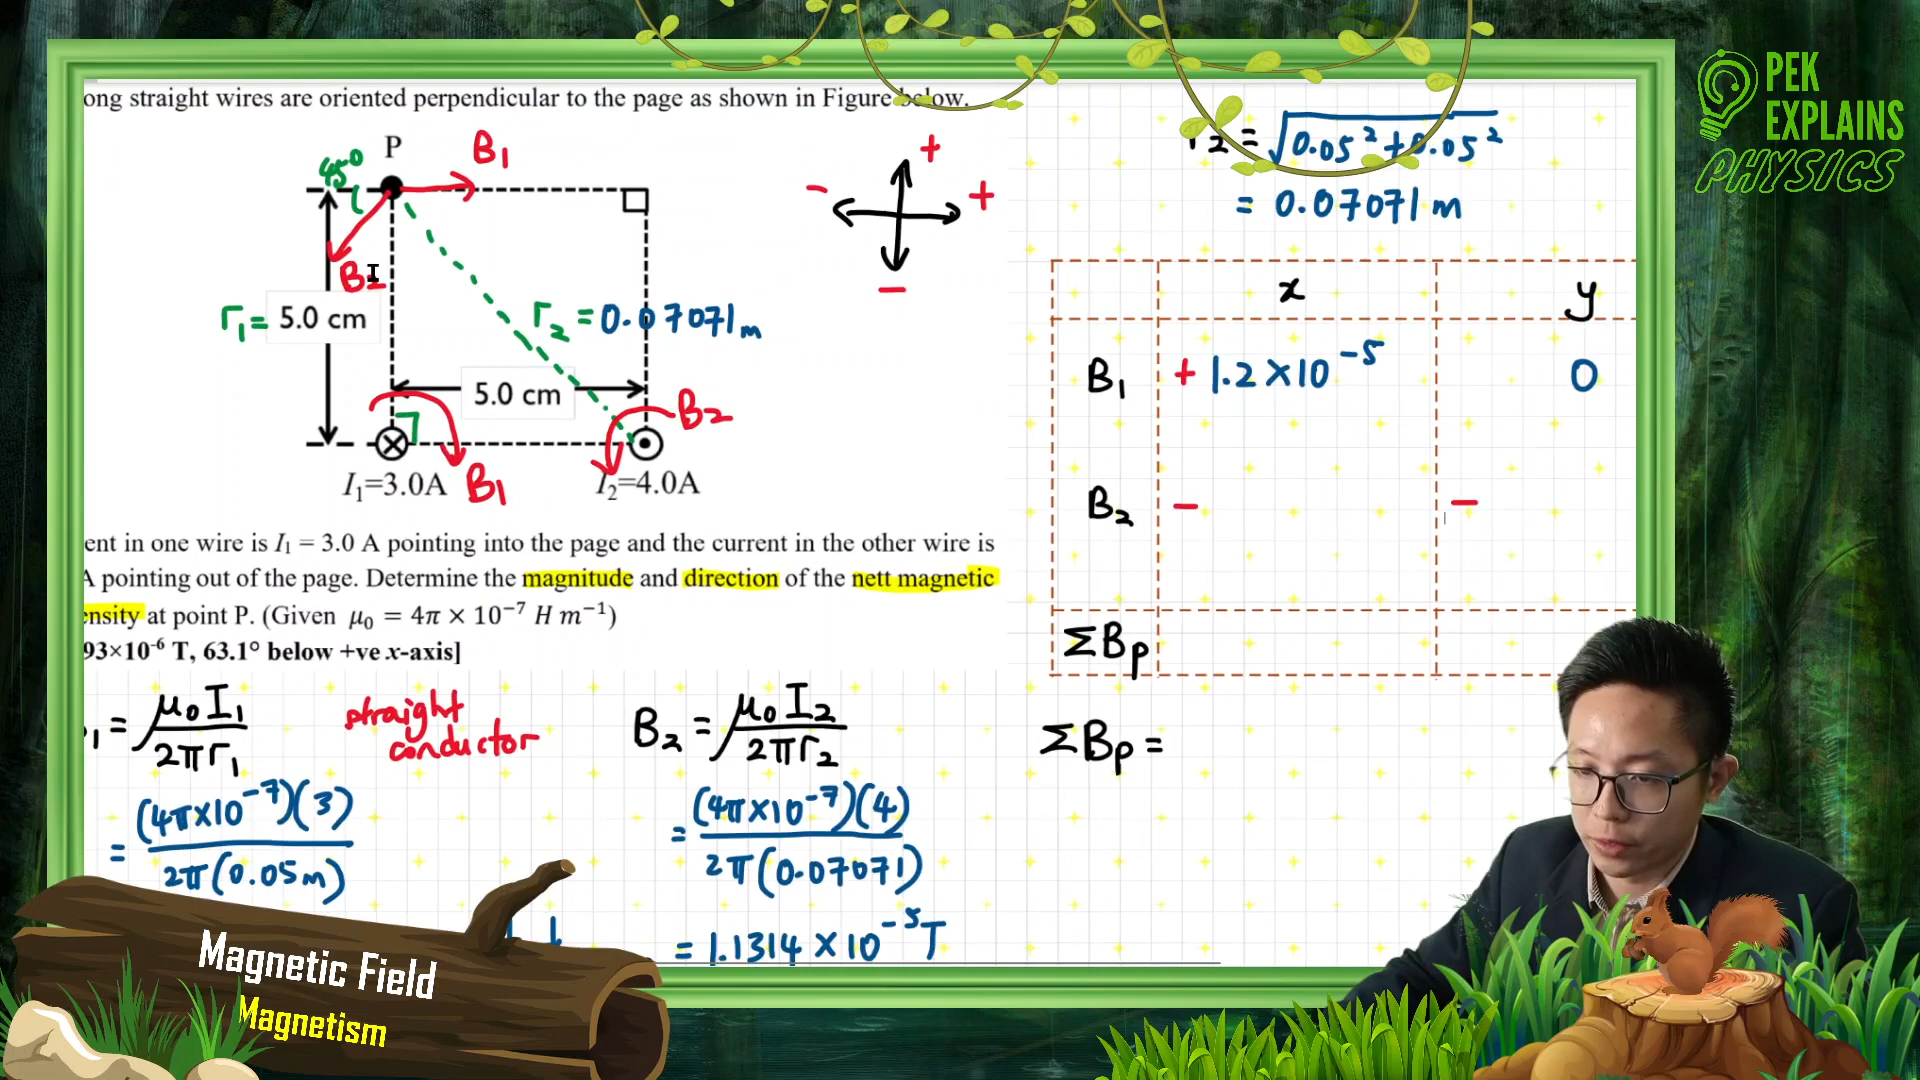 ong straight wires are oriented perpendicular to the page as shown in Figure below.
P
B₁
45°
B₂
r₁ = 5.0 cm
r₂ = 0.07071 m
5.0 cm
B₂
B₁
I₁=3.0A
I₂=4.0A
+
-
+
-
ent in one wire is I₁ = 3.0 A pointing into the page and the current in the other wire is
A pointing out of the page. Determine the magnitude and direction of the nett magnetic
ensity at point P. (Given μ₀ = 4π × 10⁻⁷ H m⁻¹)
93×10⁻⁶ T, 63.1° below +ve x-axis]
₁ = μ₀I₁ / 2πr₁
straight
conductor
= (4π×10⁻⁷)(3) / 2π(0.05m)
B₂ = μ₀I₂ / 2πr₂
= (4π×10⁻⁷)(4) / 2π(0.07071)
= 1.1314 × 10⁻⁵ T
r₂ = √0.05² + 0.05²
= 0.07071 m
x y
B₁ + 1.2 × 10⁻⁵ 0
B₂ - -
ΣBp
ΣBp =
PEK
EXPLAINS
PHYSICS
Magnetic Field
Magnetism